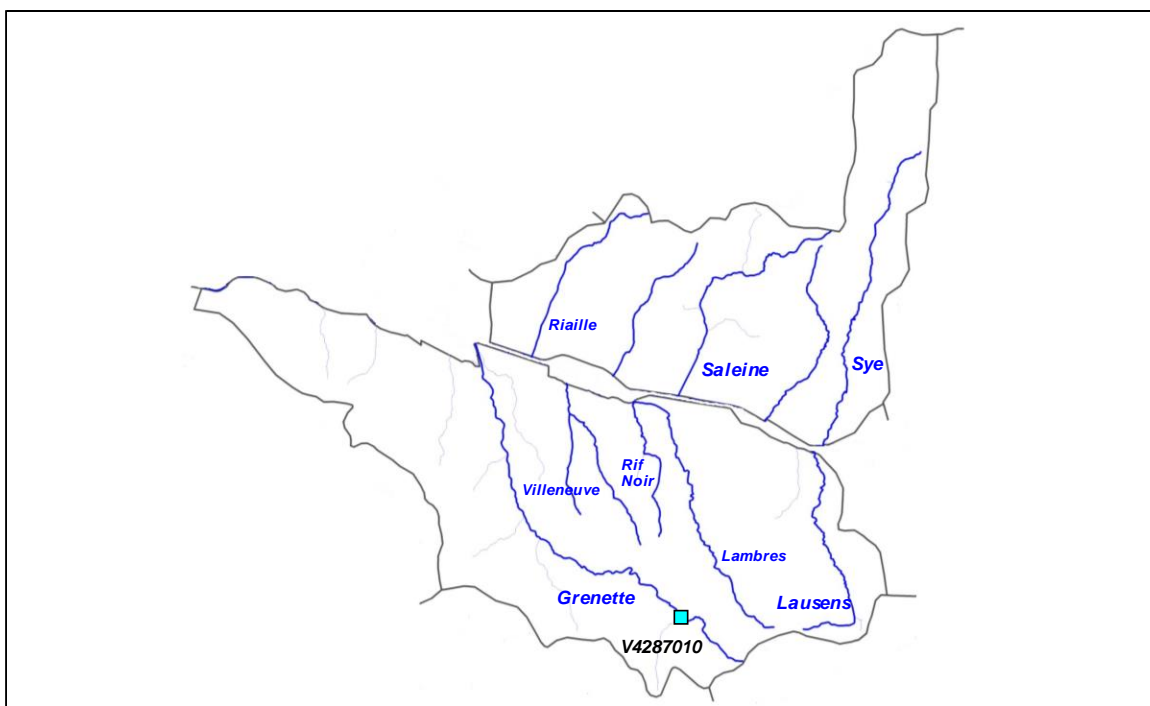 Riaille
Saleine
Sye
Rif
Noir
Villeneuve
Lambres
Grenette
Lausens
V4287010